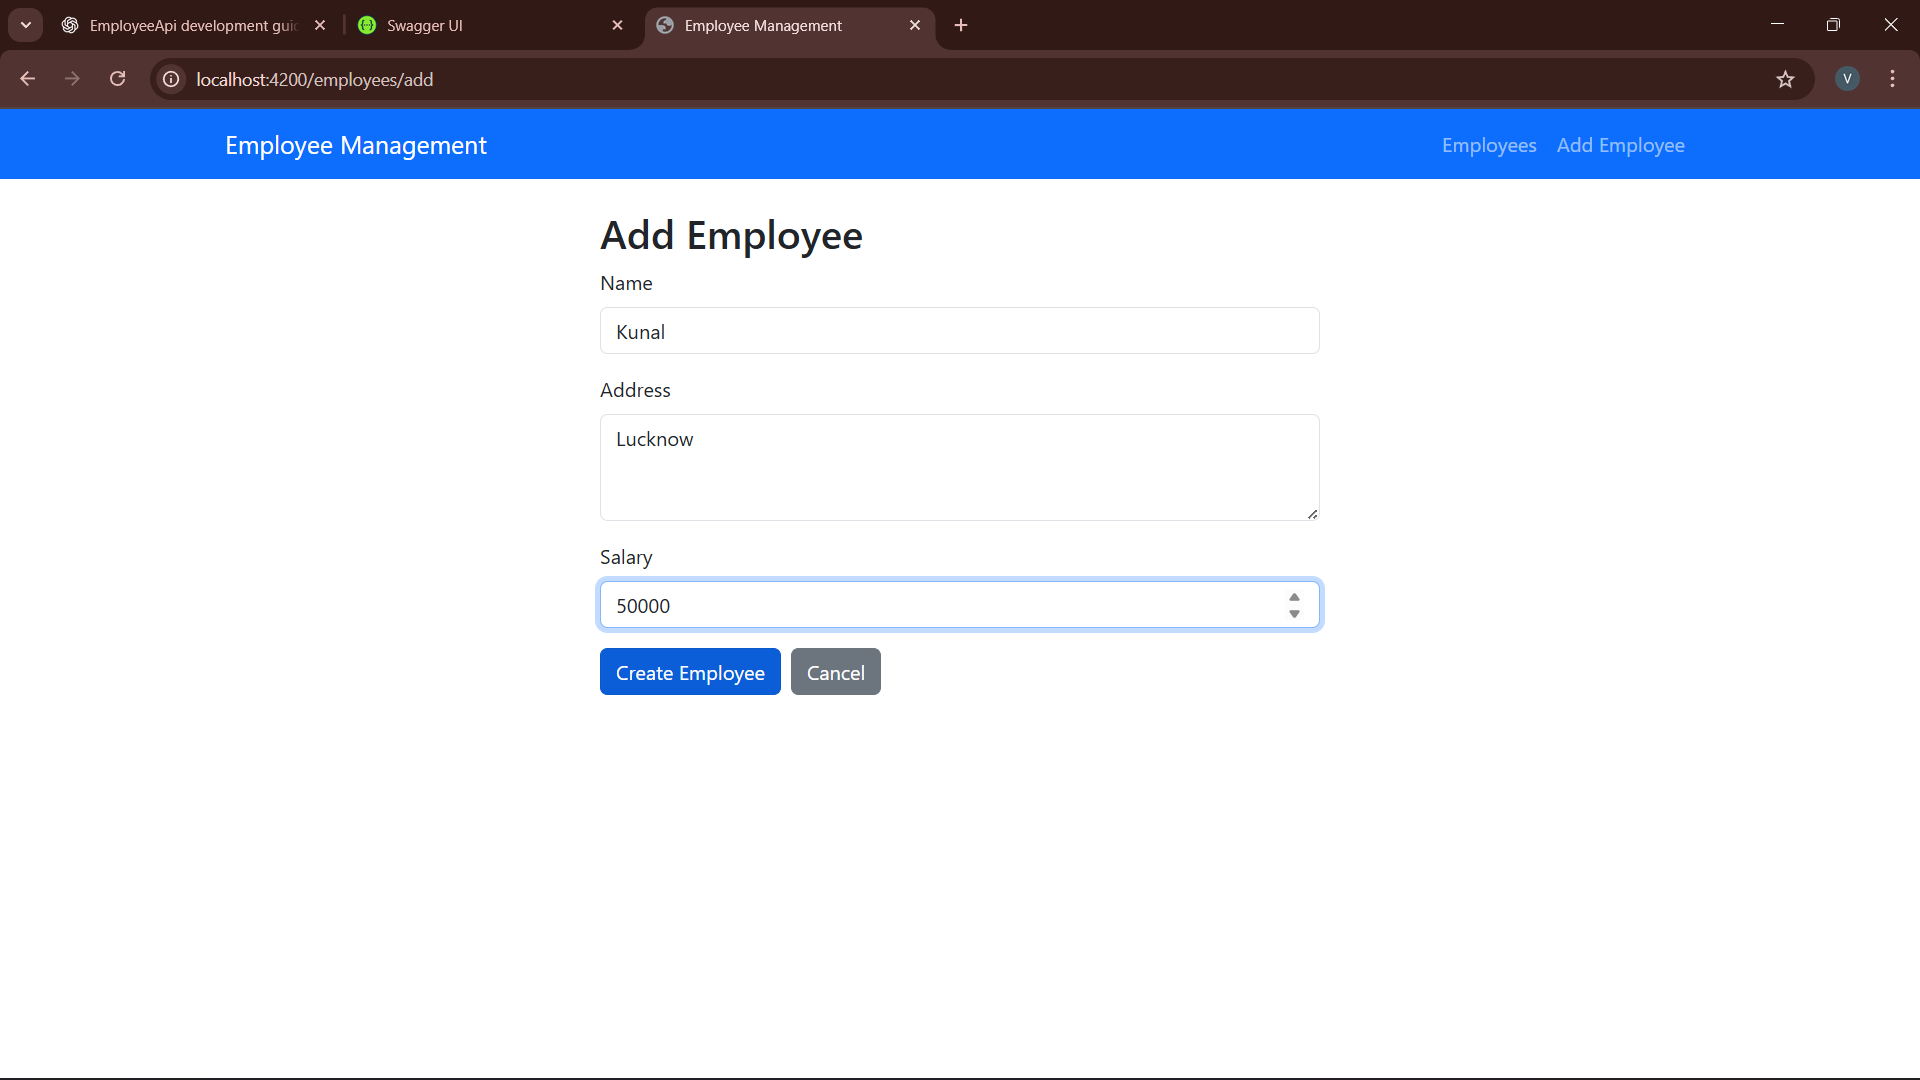 EmployeeApi development gui
Swagger UI
Employee Management
localhost:4200/employees/add
V
Employee Management
Employees
Add Employee
Add Employee
Name
Kunal
Address
Lucknow
Salary
50000
Create Employee
Cancel